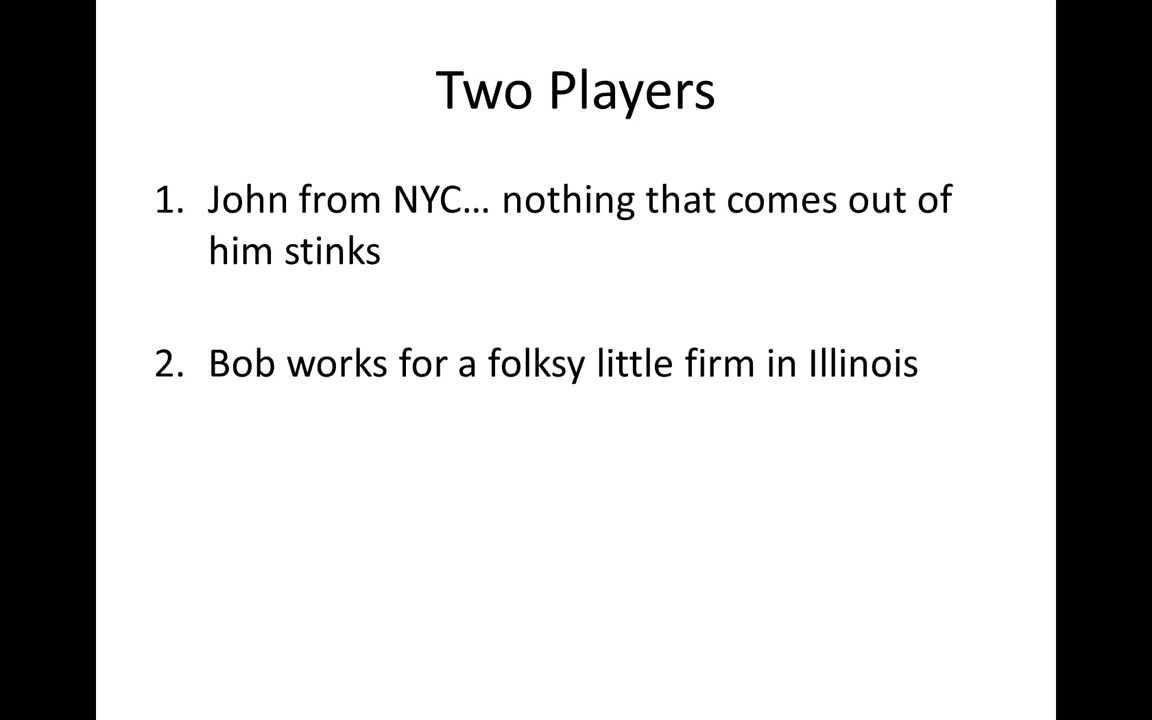 Two Players
1. John from NYC... nothing that comes out of
him stinks
2. Bob works for a folksy little firm in Illinois